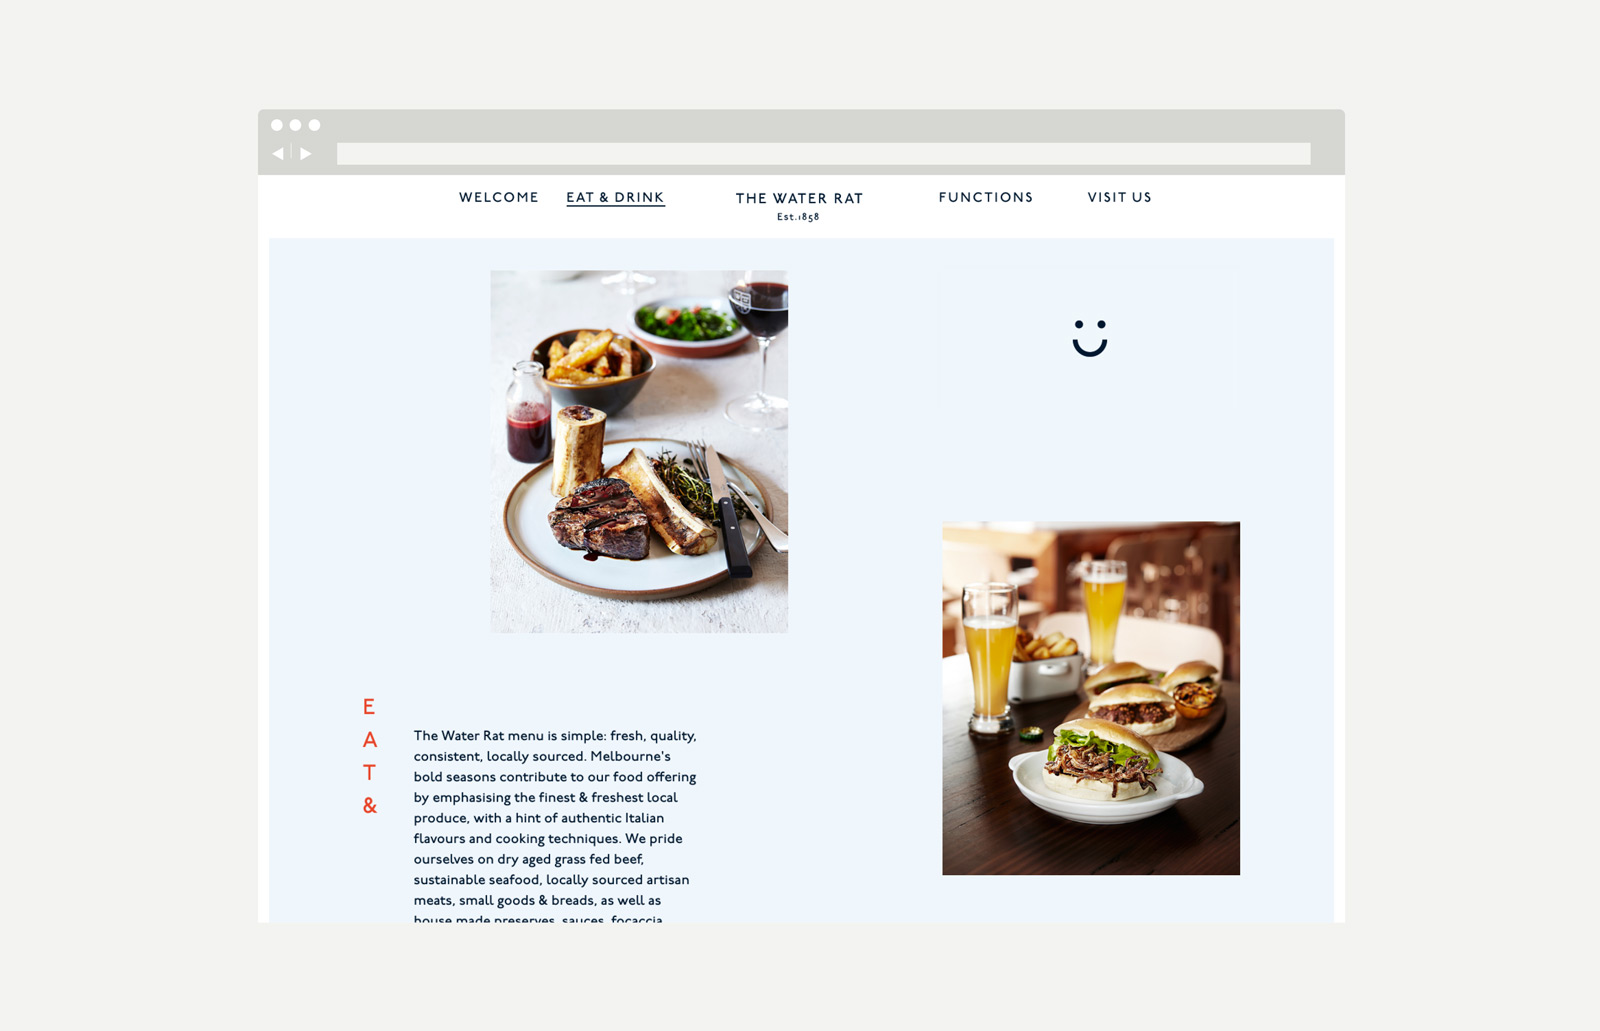 WELCOME EAT & DRINK THE WATER RAT FUNCTIONS VISIT US
Est.1858
E
A
T
&
The Water Rat menu is simple: fresh, quality,
consistent, locally sourced. Melbourne's
bold seasons contribute to our food offering
by emphasising the finest & freshest local
produce, with a hint of authentic Italian
flavours and cooking techniques. We pride
ourselves on dry aged grass fed beef,
sustainable seafood, locally sourced artisan
meats, small goods & breads, as well as
house made preserves, sauces, focaccia